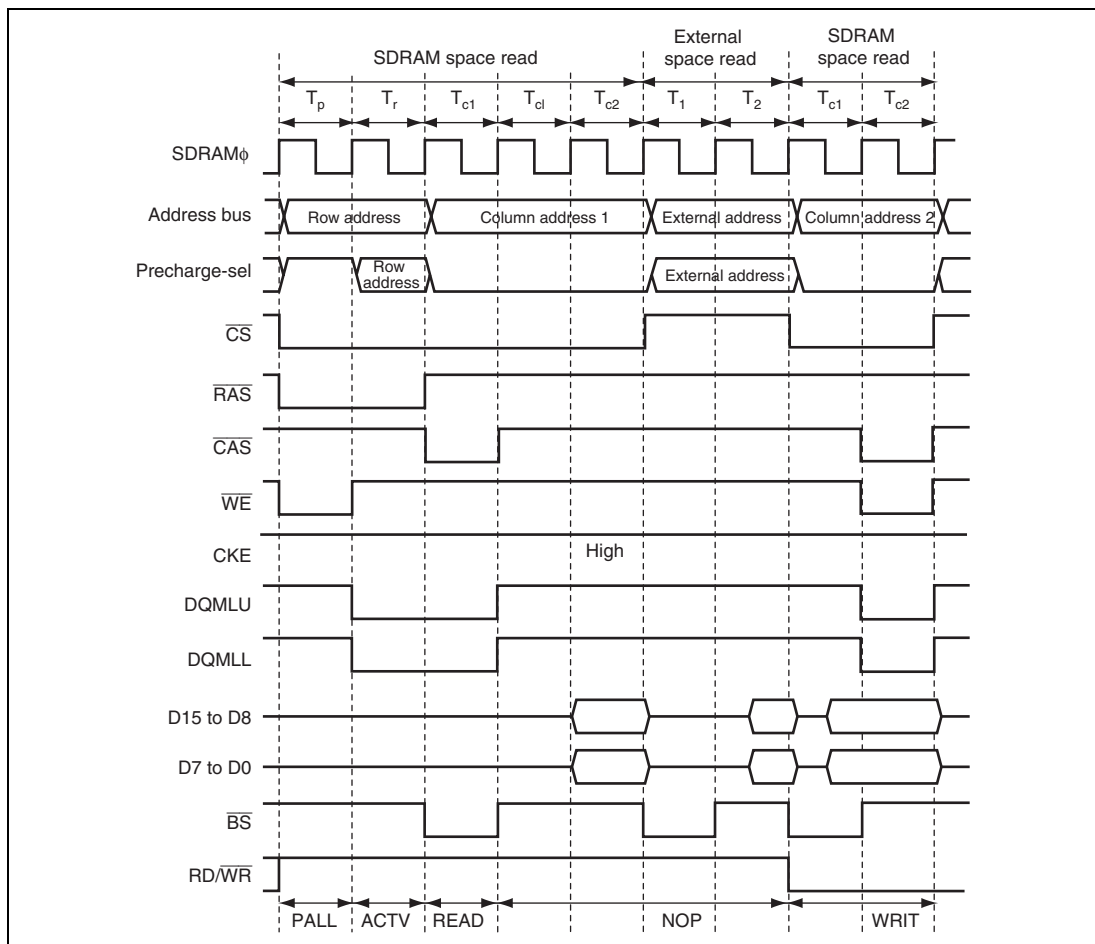 SDRAM space read
External space read
SDRAM space read
Tp Tr Tc1 Tcl Tc2 T1 T2 Tc1 Tc2
SDRAMϕ
Address bus
Row address
Column address 1
External address
Column address 2
Precharge-sel
Row address
External address
CS
RAS
CAS
WE
CKE
High
DQMLU
DQMLL
D15 to D8
D7 to D0
BS
RD/WR
PALL ACTV READ NOP WRIT